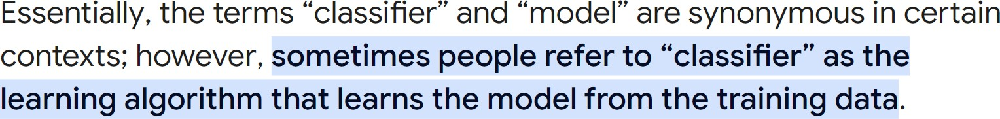 Essentially, the terms “classifier” and “model” are synonymous in certain
contexts; however, sometimes people refer to “classifier” as the
learning algorithm that learns the model from the training data.